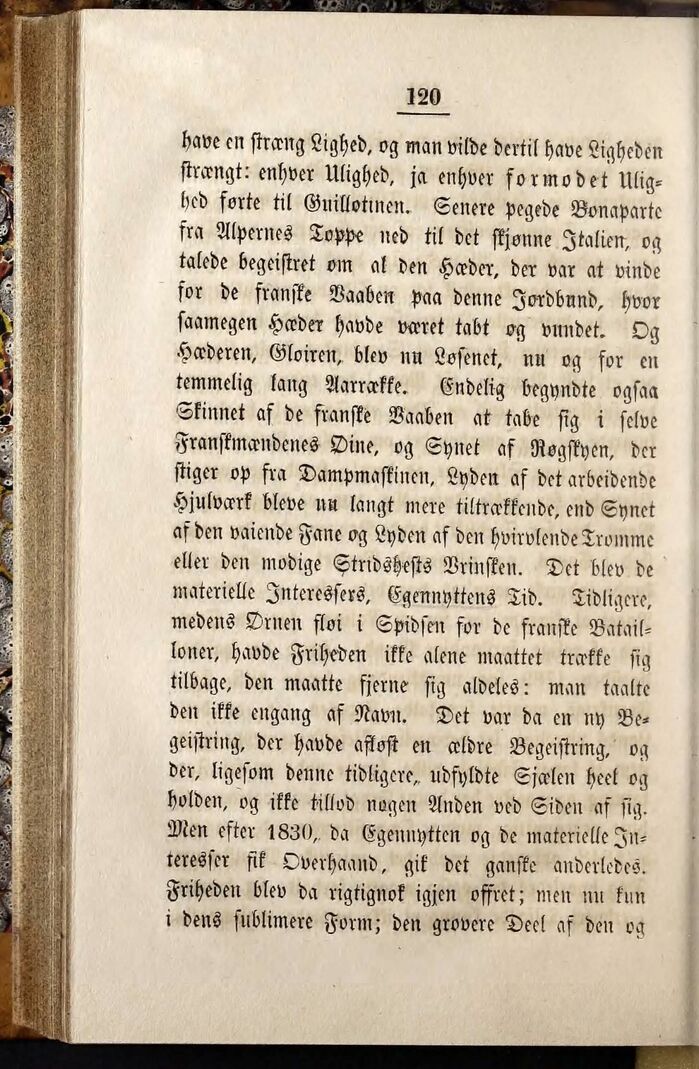 120
have en stræng Lighed, og man vilde dertil have Ligheden
strængt: enhver Ulighed, ja enhver formodet Ulig-
hed førte til Guillotinen. Senere pegede Bonaparte
fra Alpernes Toppe ned til det skjønne Italien, og
talede begeistret om al den Hæder, der var at vinde
for de franske Vaaben paa denne Jordbund, hvor
saamegen Hæder havde været tabt og vundet. Og
Hæderen, Gloiren, blev nu Løsenet, nu og for en
temmelig lang Aarrække. Endelig begyndte ogsaa
Skinnet af de franske Vaaben at tabe sig i selve
Franskmændenes Øine, og Synet af Røgskyen, der
stiger op fra Dampmaskinen, Lyden af det arbeidende
Hjulværk bleve nu langt mere tiltrækkende, end Synet
af den vaiende Fane og Lyden af den hvirvlende Tromme
eller den modige Stridshests Vrinsken. Det blev de
materielle Interessers, Egennyttens Tid. Tidligere,
medens Ørnen fløi i Spidsen for de franske Batail-
loner, havde Friheden ikke alene maattet trække sig
tilbage, den maatte fjerne sig aldeles: man taalte
den ikke engang af Navn. Det var da en ny Be-
geistring, der havde afløst en ældre Begeistring, og
der, ligesom denne tidligere, udfyldte Sjælen heel og
holden, og ikke tillod nogen Anden ved Siden af sig.
Men efter 1830, da Egennytten og de materielle In-
teresser fik Overhaand, gik det ganske anderledes.
Friheden blev da rigtignok igjen offret; men nu kun
i dens sublimere Form; den grovere Deel af den og